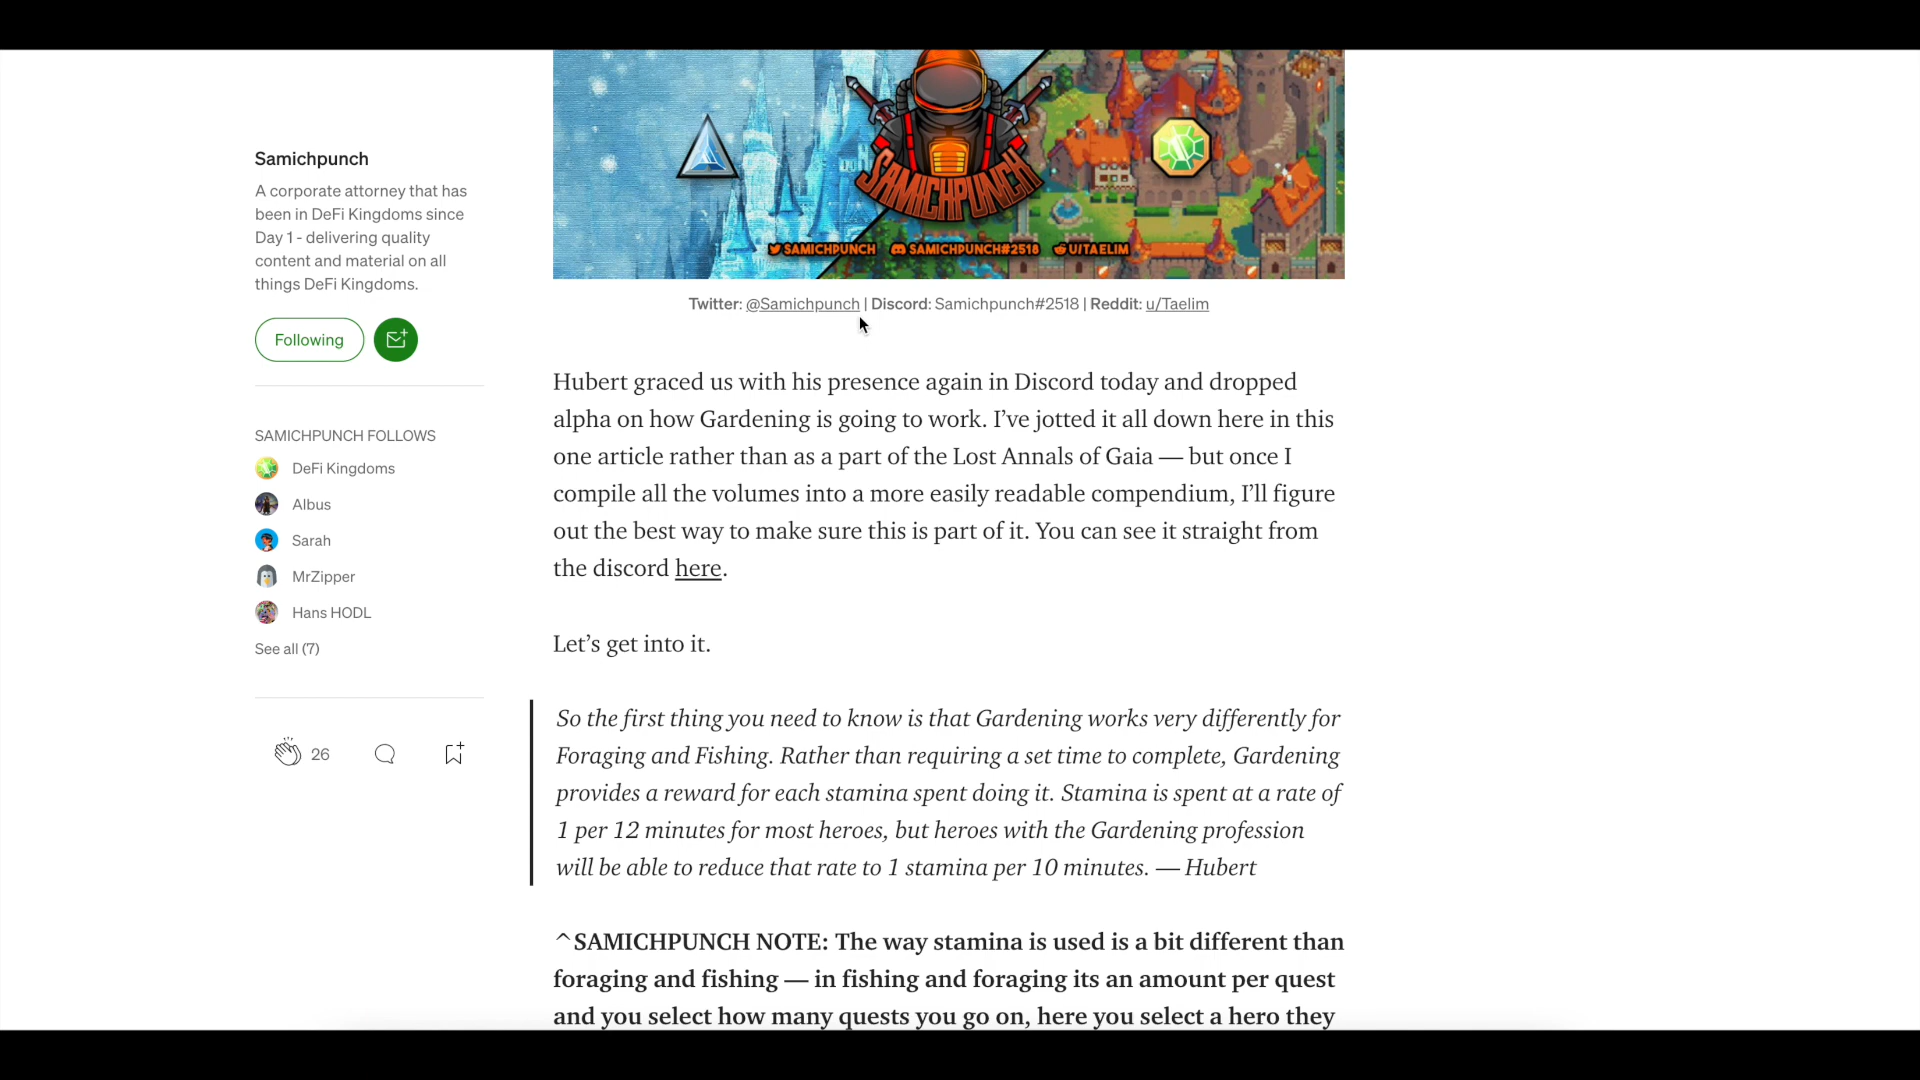 SAMICHPUNCH
SAMICHPUNCH SAMICHPUNCH#2518 U/TAELIM
Twitter: @Samichpunch | Discord: Samichpunch#2518 | Reddit: u/Taelim
Samichpunch
A corporate attorney that has
been in DeFi Kingdoms since
Day 1 - delivering quality
content and material on all
things DeFi Kingdoms.
Following
SAMICHPUNCH FOLLOWS
DeFi Kingdoms
Albus
Sarah
MrZipper
Hans HODL
See all (7)
26
Hubert graced us with his presence again in Discord today and dropped
alpha on how Gardening is going to work. I’ve jotted it all down here in this
one article rather than as a part of the Lost Annals of Gaia — but once I
compile all the volumes into a more easily readable compendium, I’ll figure
out the best way to make sure this is part of it. You can see it straight from
the discord here.
Let’s get into it.
So the first thing you need to know is that Gardening works very differently for
Foraging and Fishing. Rather than requiring a set time to complete, Gardening
provides a reward for each stamina spent doing it. Stamina is spent at a rate of
1 per 12 minutes for most heroes, but heroes with the Gardening profession
will be able to reduce that rate to 1 stamina per 10 minutes. — Hubert
^SAMICHPUNCH NOTE: The way stamina is used is a bit different than
foraging and fishing — in fishing and foraging its an amount per quest
and you select how many quests you go on, here you select a hero they